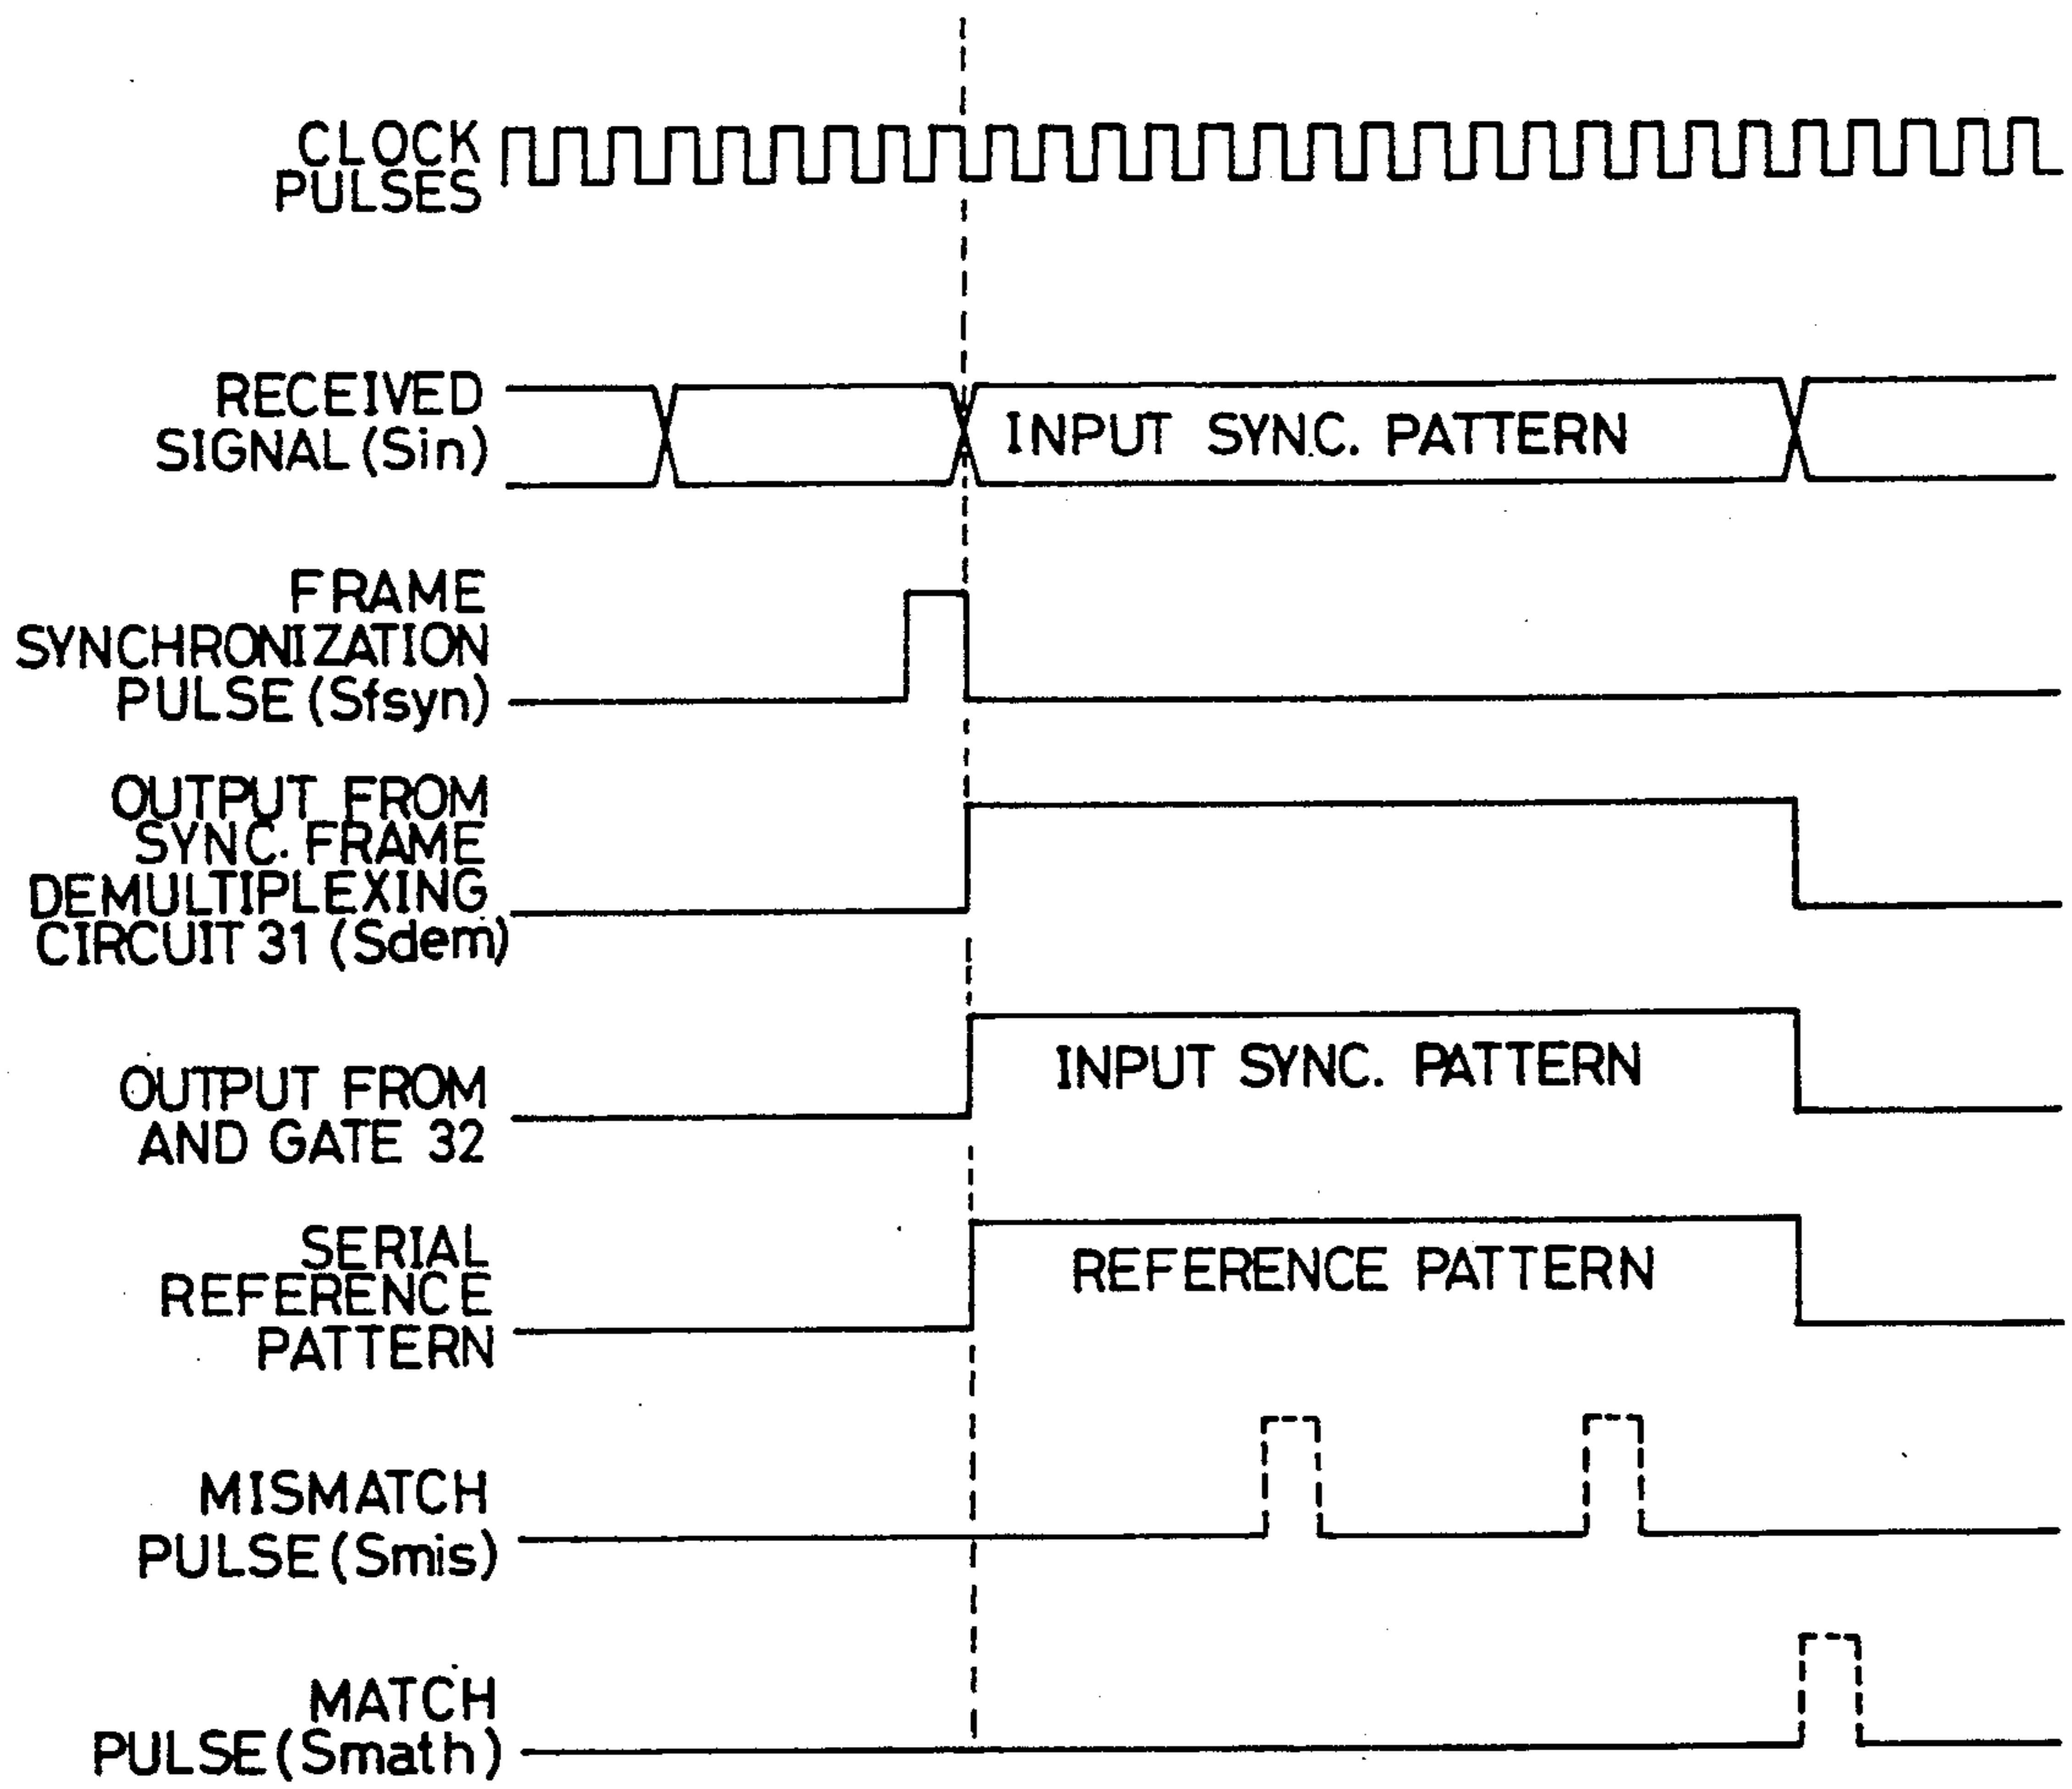 CLOCK
PULSES
RECEIVED
SIGNAL (Sin)
INPUT SYNC. PATTERN
FRAME
SYNCHRONIZATION
PULSE (Sfsyn)
OUTPUT FROM
SYNC. FRAME
DEMULTIPLEXING
CIRCUIT 31 (Sdem)
OUTPUT FROM
AND GATE 32
INPUT SYNC. PATTERN
SERIAL
REFERENCE
PATTERN
REFERENCE PATTERN
MISMATCH
PULSE (Smis)
MATCH
PULSE (Smath)